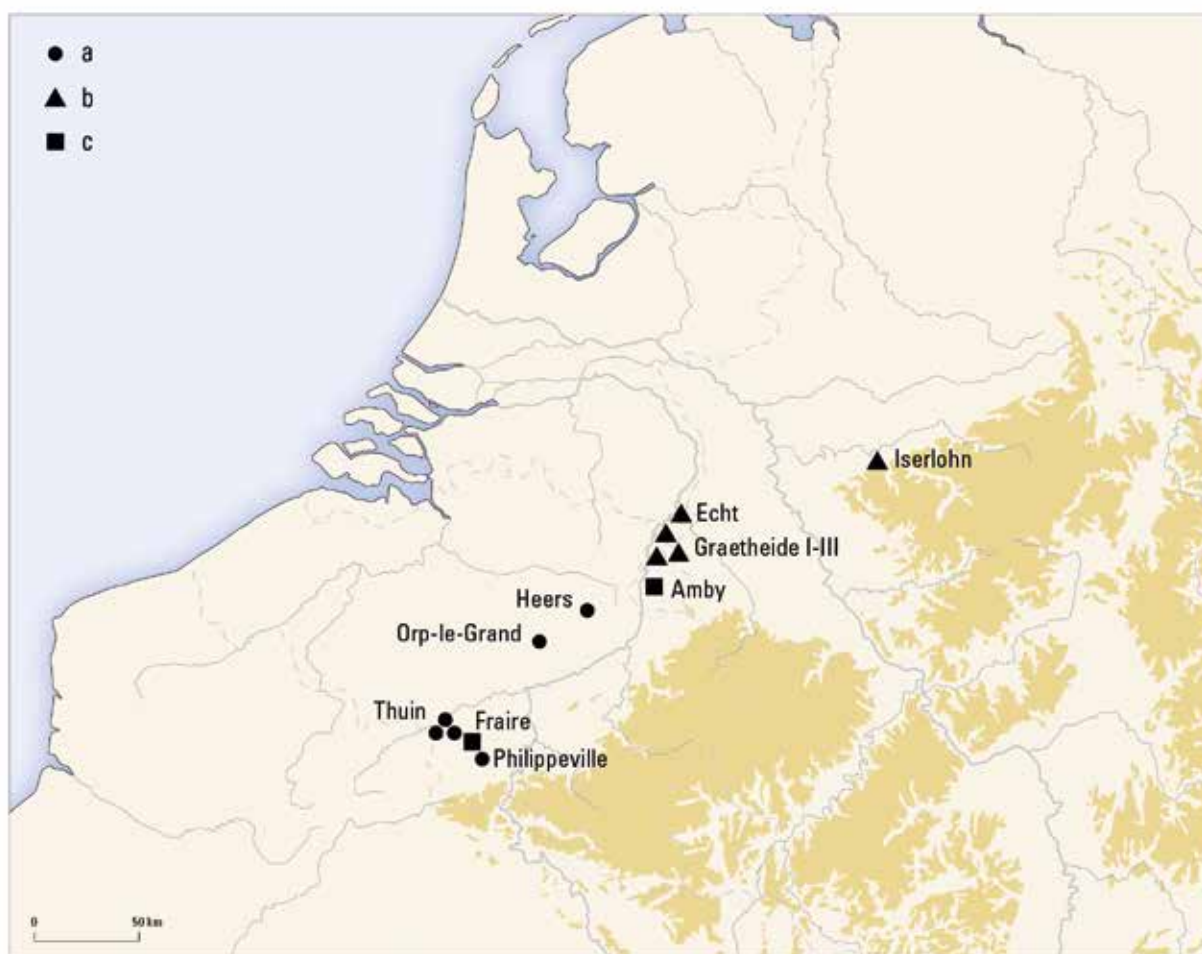 a
b
c
Iserlohn
Echt
Graetheide I-III
Amby
Heers
Orp-le-Grand
Thuin
Fraire
Philippeville
0 50 km